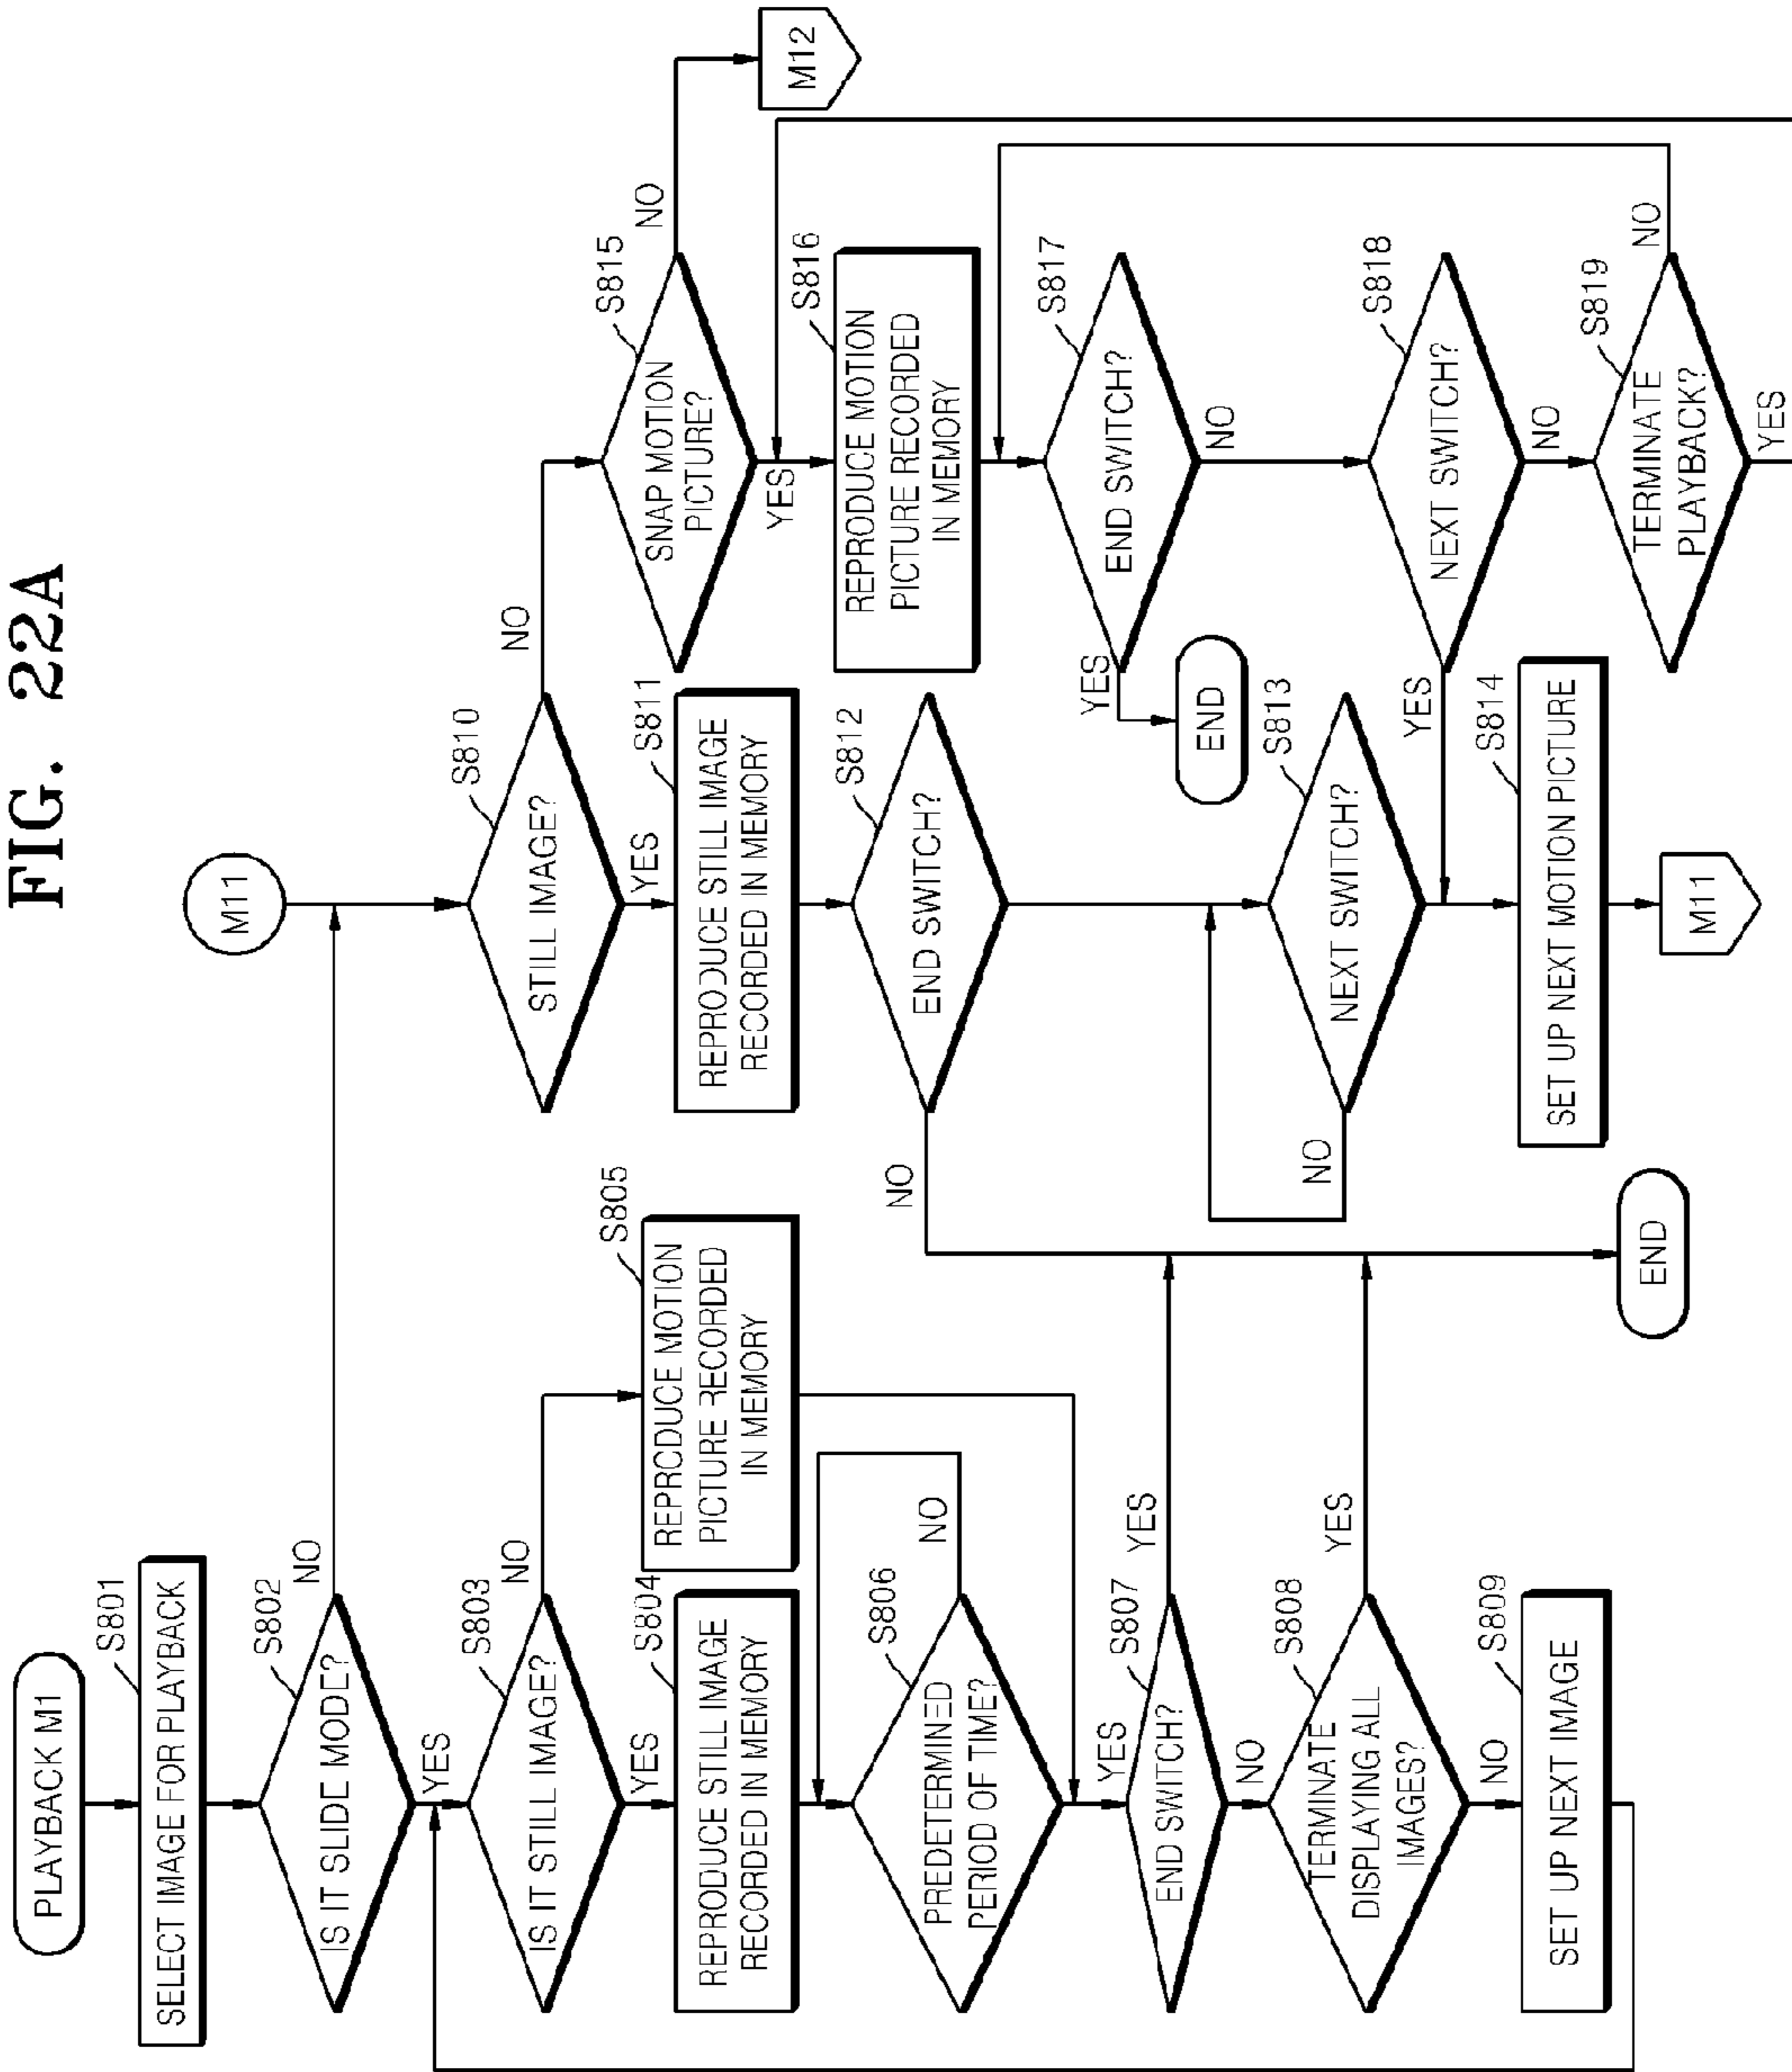 FIG. 22A
PLAYBACK M1
S801
SELECT IMAGE FOR PLAYBACK
S802
IS IT SLIDE MODE?
NO
YES
S803
IS IT STILL IMAGE?
NO
YES
S804
REPRODUCE STILL IMAGE
RECORDED IN MEMORY
S805
REPRODUCE MOTION
PICTURE RECORDED
IN MEMORY
S806
PREDETERMINED
PERIOD OF TIME?
NO
YES
S807
END SWITCH?
YES
NO
S808
TERMINATE
DISPLAYING ALL
IMAGES?
YES
NO
S809
SET UP NEXT IMAGE
END
M11
S810
STILL IMAGE?
NO
YES
S811
REPRODUCE STILL IMAGE
RECORDED IN MEMORY
S812
END SWITCH?
NO
S813
NEXT SWITCH?
NO
S814
SET UP NEXT MOTION PICTURE
M11
S815
SNAP MOTION
PICTURE?
NO
M12
YES
S816
REPRODUCE MOTION
PICTURE RECORDED
IN MEMORY
S817
END SWITCH?
YES
END
NO
S818
NEXT SWITCH?
YES
NO
S819
TERMINATE
PLAYBACK?
NO
YES